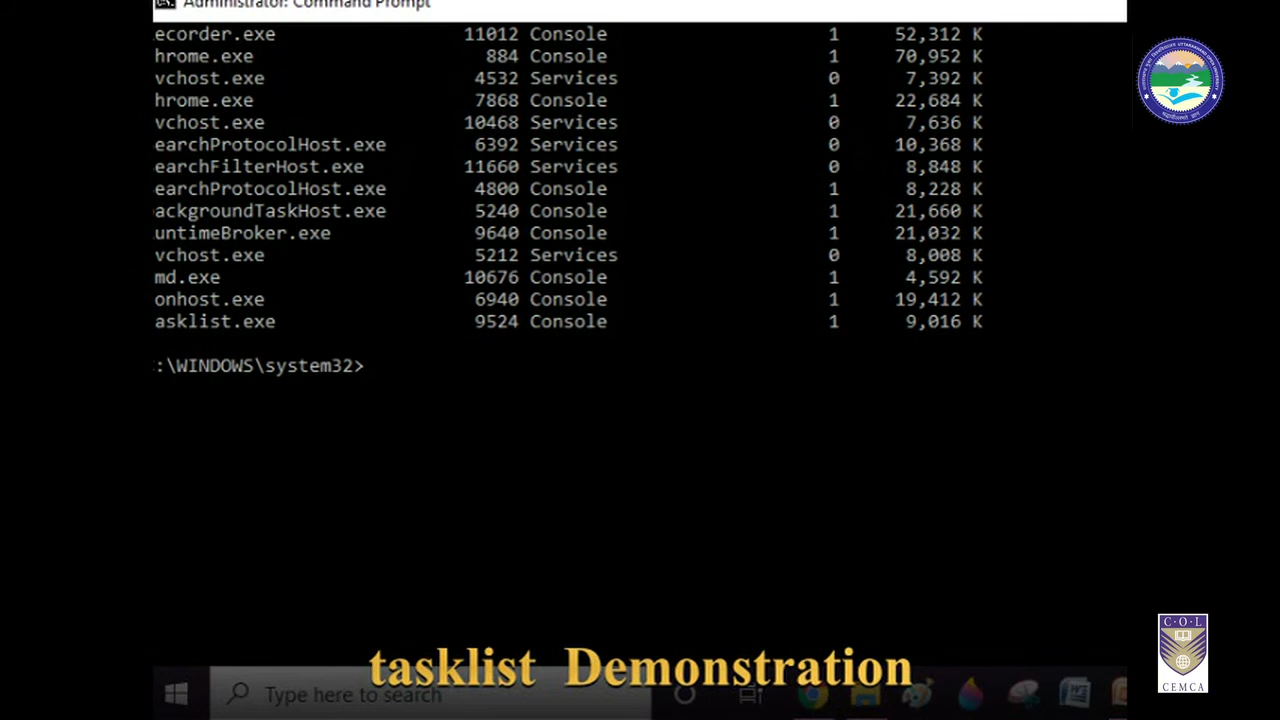 Administrator: Command Prompt
ecorder.exe 11012 Console 1 52,312 K
hrome.exe 884 Console 1 70,952 K
vchost.exe 4532 Services 0 7,392 K
hrome.exe 7868 Console 1 22,684 K
vchost.exe 10468 Services 0 7,636 K
earchProtocolHost.exe 6392 Services 0 10,368 K
earchFilterHost.exe 11660 Services 0 8,848 K
earchProtocolHost.exe 4800 Console 1 8,228 K
ackgroundTaskHost.exe 5240 Console 1 21,660 K
untimeBroker.exe 9640 Console 1 21,032 K
vchost.exe 5212 Services 0 8,008 K
md.exe 10676 Console 1 4,592 K
onhost.exe 6940 Console 1 19,412 K
asklist.exe 9524 Console 1 9,016 K
:\WINDOWS\system32>
tasklist Demonstration
Type here to search
C·O·L
CEMCA